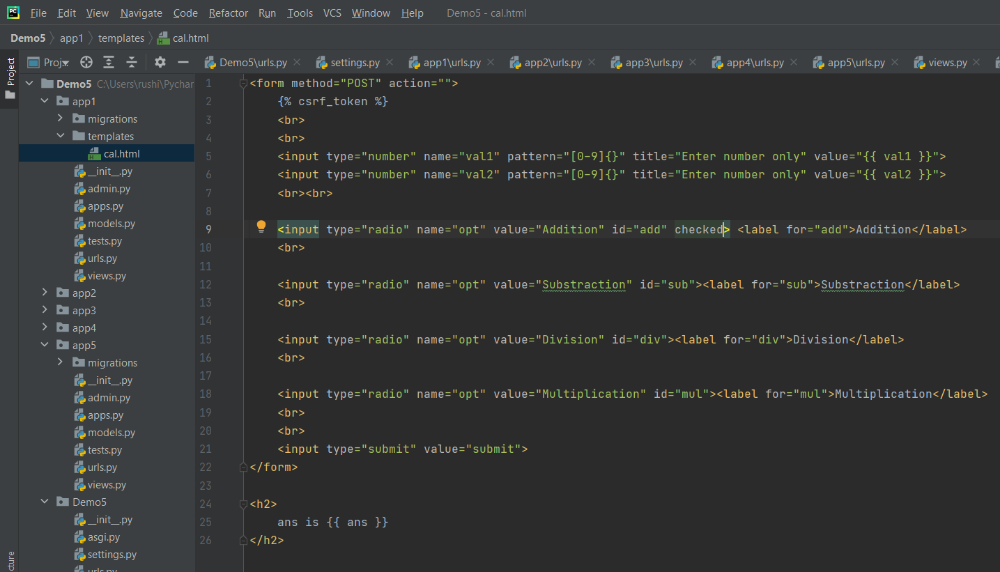 PC
File Edit View Navigate Code Refactor Run Tools VCS Window Help Demo5 - cal.html
Demo5 app1 templates cal.html
Project
Proj
Demo5\urls.py settings.py app1\urls.py app2\urls.py app3\urls.py app4\urls.py app5\urls.py views.py
Demo5 C:\Users\rushi\Pychar
app1
migrations
templates
cal.html
__init__.py
admin.py
apps.py
models.py
tests.py
urls.py
views.py
app2
app3
app4
app5
migrations
__init__.py
admin.py
apps.py
models.py
tests.py
urls.py
views.py
Demo5
__init__.py
asgi.py
settings.py
urls.py
cture
1 <form method="POST" action="">
2 {% csrf_token %}
3 <br>
4 <br>
5 <input type="number" name="val1" pattern="[0-9]{}" title="Enter number only" value="{{ val1 }}">
6 <input type="number" name="val2" pattern="[0-9]{}" title="Enter number only" value="{{ val2 }}">
7 <br><br>
8
9 <input type="radio" name="opt" value="Addition" id="add" checked> <label for="add">Addition</label>
10 <br>
11
12 <input type="radio" name="opt" value="Substraction" id="sub"><label for="sub">Substraction</label>
13 <br>
14
15 <input type="radio" name="opt" value="Division" id="div"><label for="div">Division</label>
16 <br>
17
18 <input type="radio" name="opt" value="Multiplication" id="mul"><label for="mul">Multiplication</label>
19 <br>
20 <br>
21 <input type="submit" value="submit">
22 </form>
23
24 <h2>
25 ans is {{ ans }}
26 </h2>